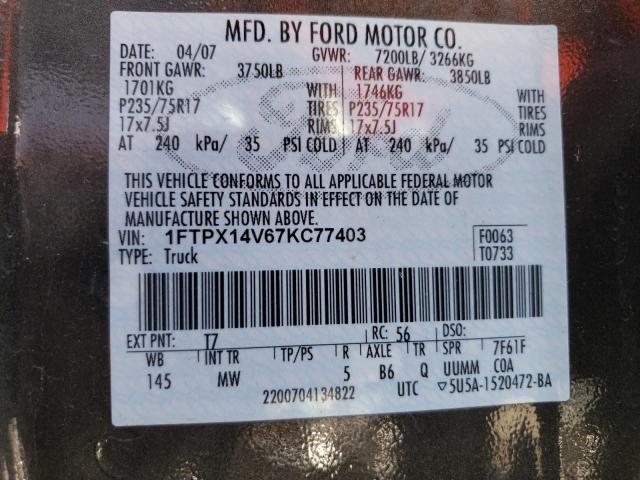 MFD. BY FORD MOTOR CO.
DATE: 04/07 GVWR: 7200LB/ 3266KG
FRONT GAWR: 3750LB REAR GAWR: 3850LB
1701KG WITH 1746KG WITH
P235/75R17 TIRES P235/75R17 TIRES
17x7.5J RIMS 17x7.5J RIMS
AT 240 kPa/ 35 PSI COLD AT 240 kPa/ 35 PSI COLD
Ford
THIS VEHICLE CONFORMS TO ALL APPLICABLE FEDERAL MOTOR
VEHICLE SAFETY STANDARDS IN EFFECT ON THE DATE OF
MANUFACTURE SHOWN ABOVE.
VIN: 1FTPX14V67KC77403 F0063
TYPE: Truck T0733
EXT PNT: T7 RC: 56 DSO:
WB INT TR TP/PS R AXLE TR SPR 7F61F
145 MW 5 B6 Q UUMM COA
2200704134822 UTC ▽5U5A-1520472-BA